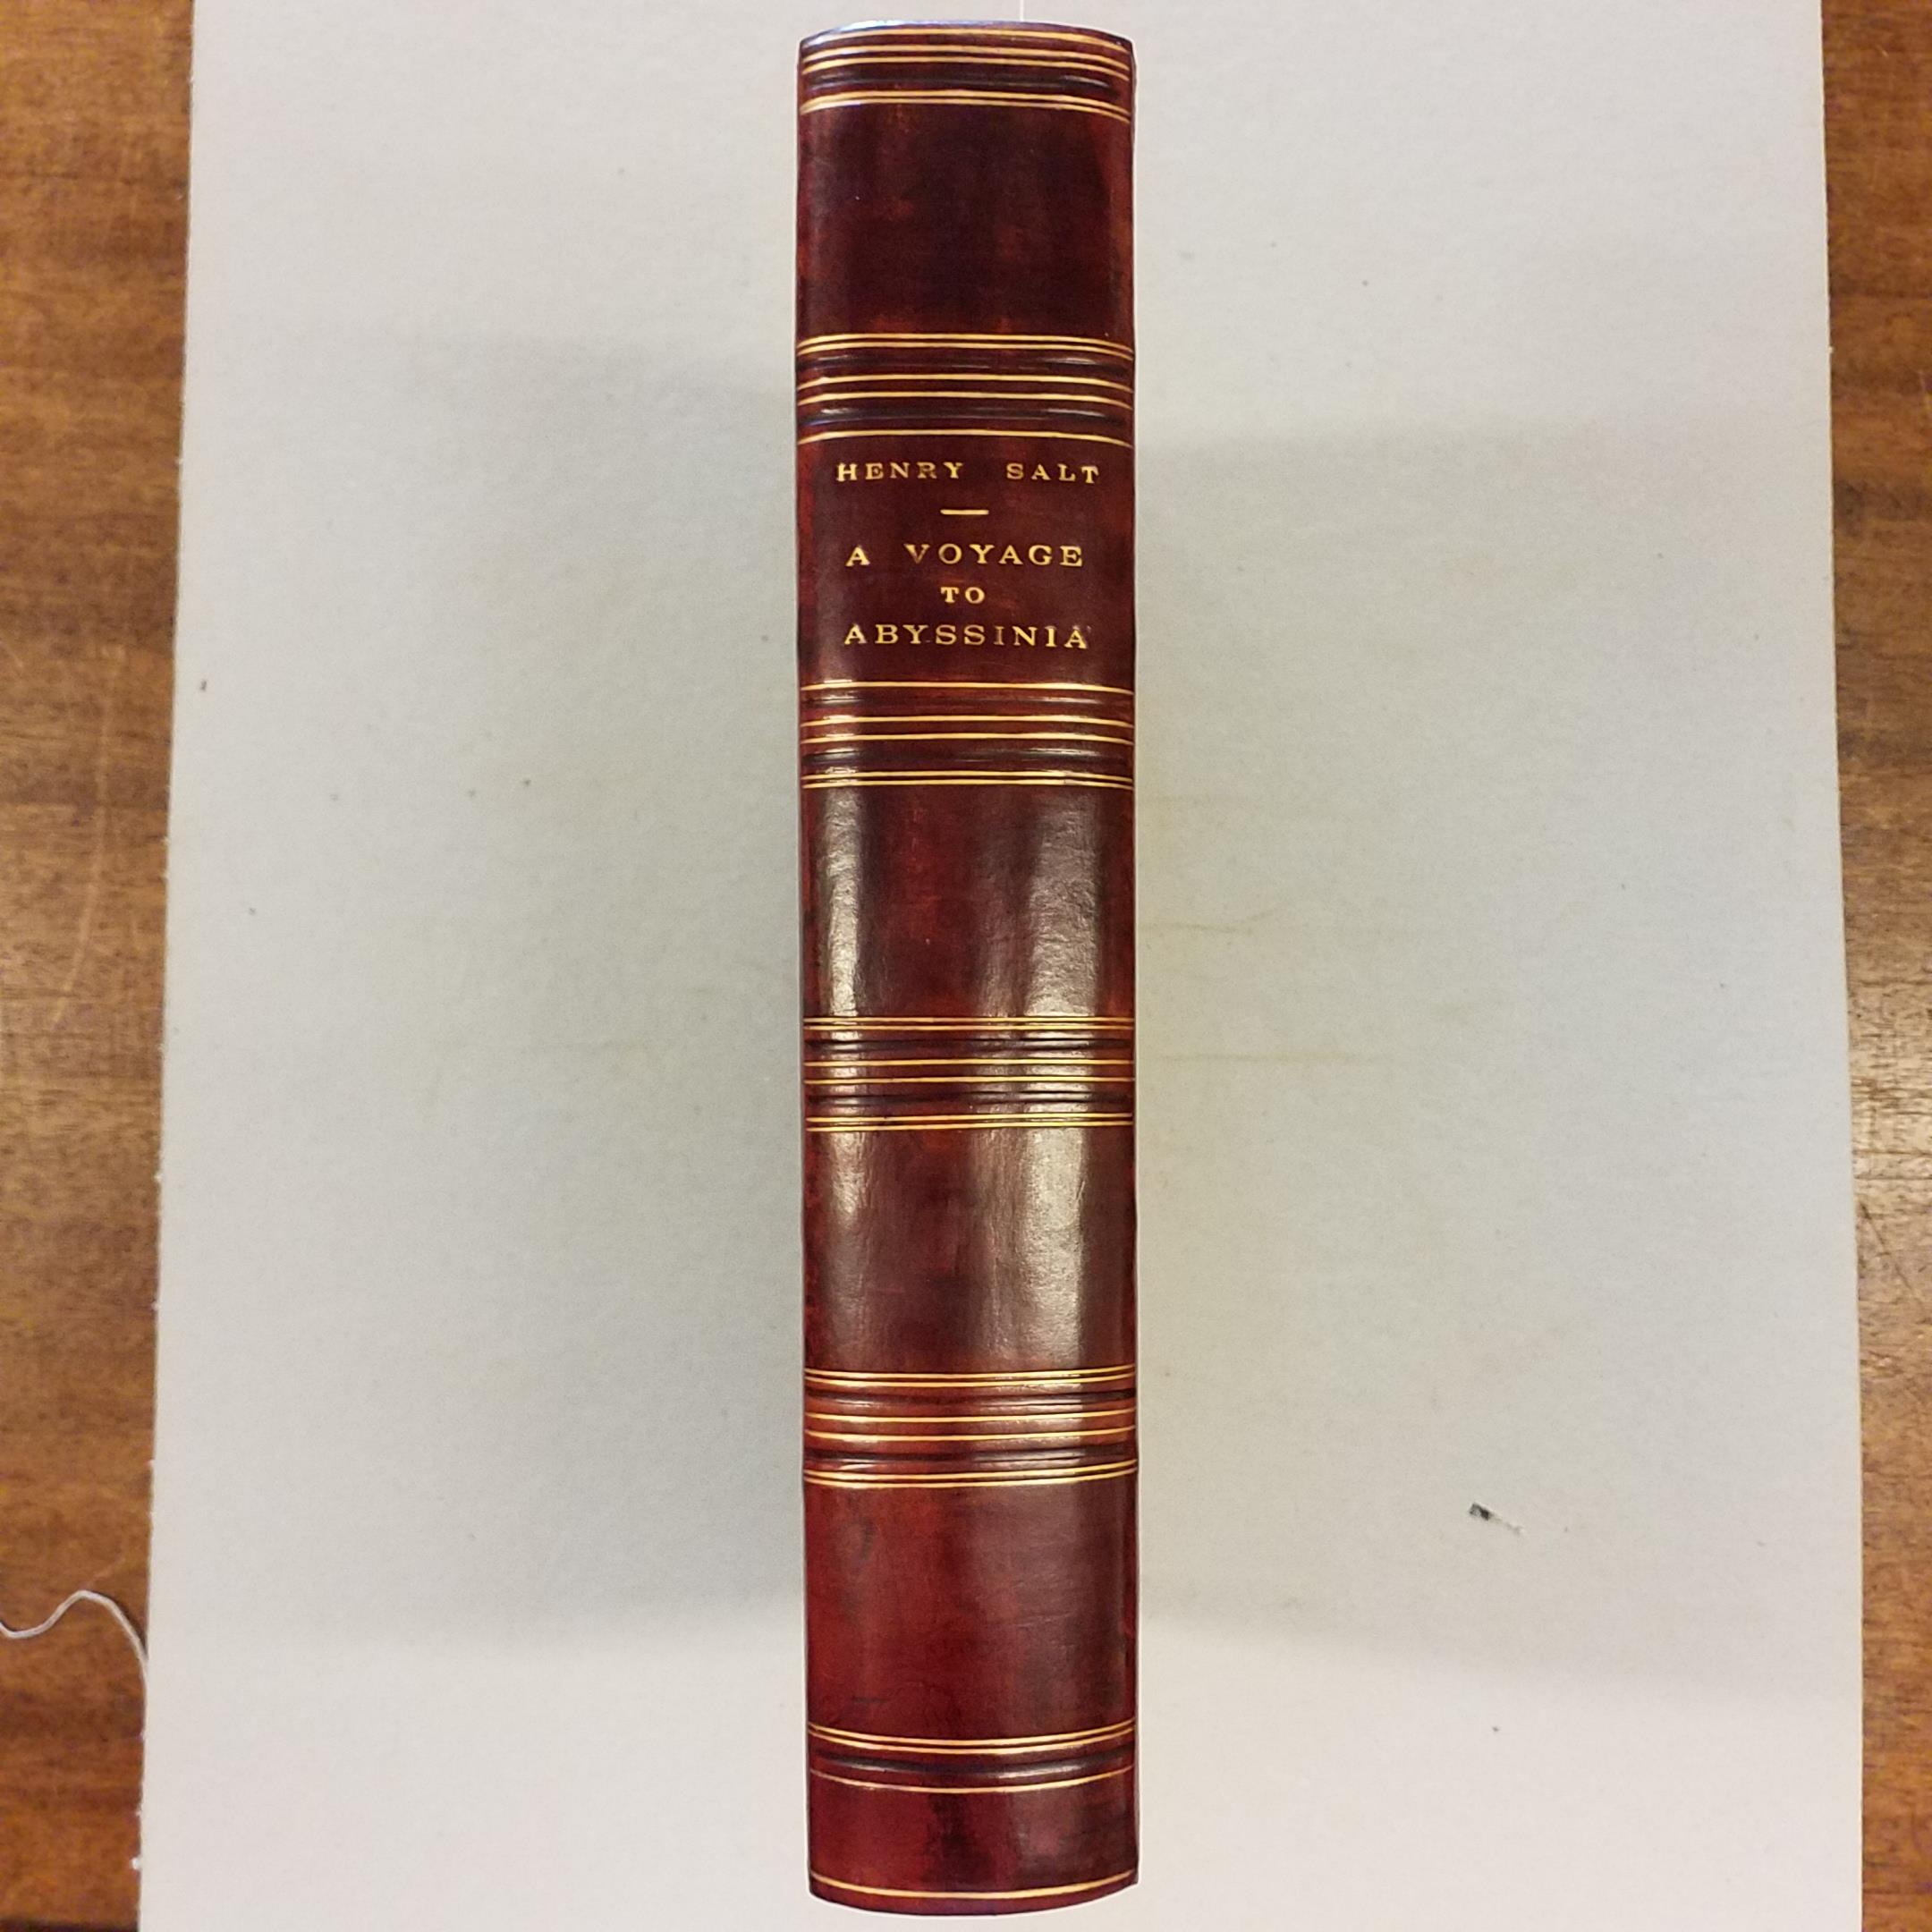 HENRY SALT
A VOYAGE
TO
ABYSSINIA